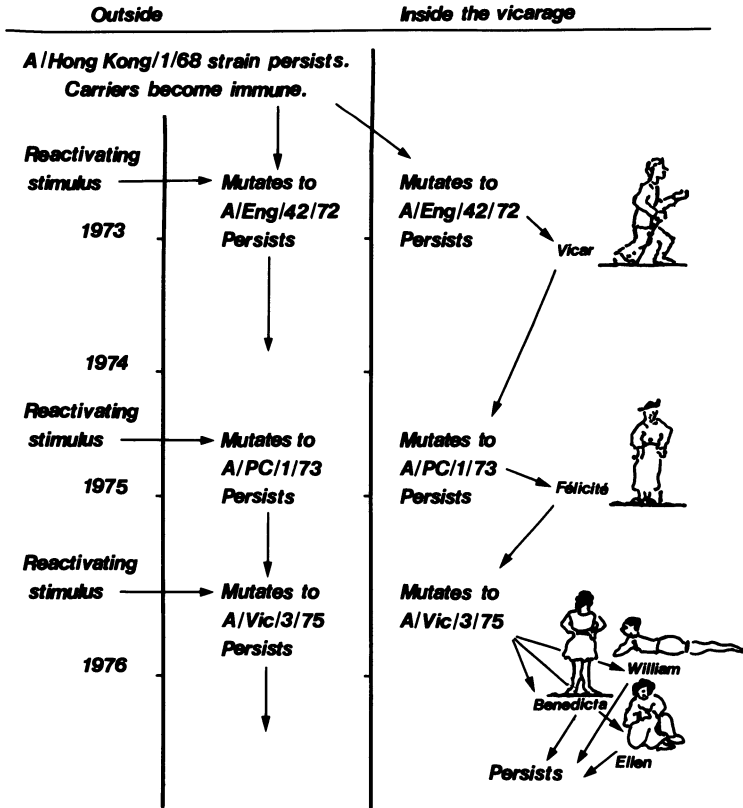 Outside
Inside the vicarage
A/Hong Kong/1/68 strain persists.
Carriers become immune.
Reactivating
stimulus
1973
Mutates to
A/Eng/42/72
Persists
Mutates to
A/Eng/42/72
Persists
Vicar
1974
Reactivating
stimulus
1975
Mutates to
A/PC/1/73
Persists
Mutates to
A/PC/1/73
Persists
Félicité
Reactivating
stimulus
1976
Mutates to
A/Vic/3/75
Persists
Mutates to
A/Vic/3/75
William
Benedicta
Ellen
Persists